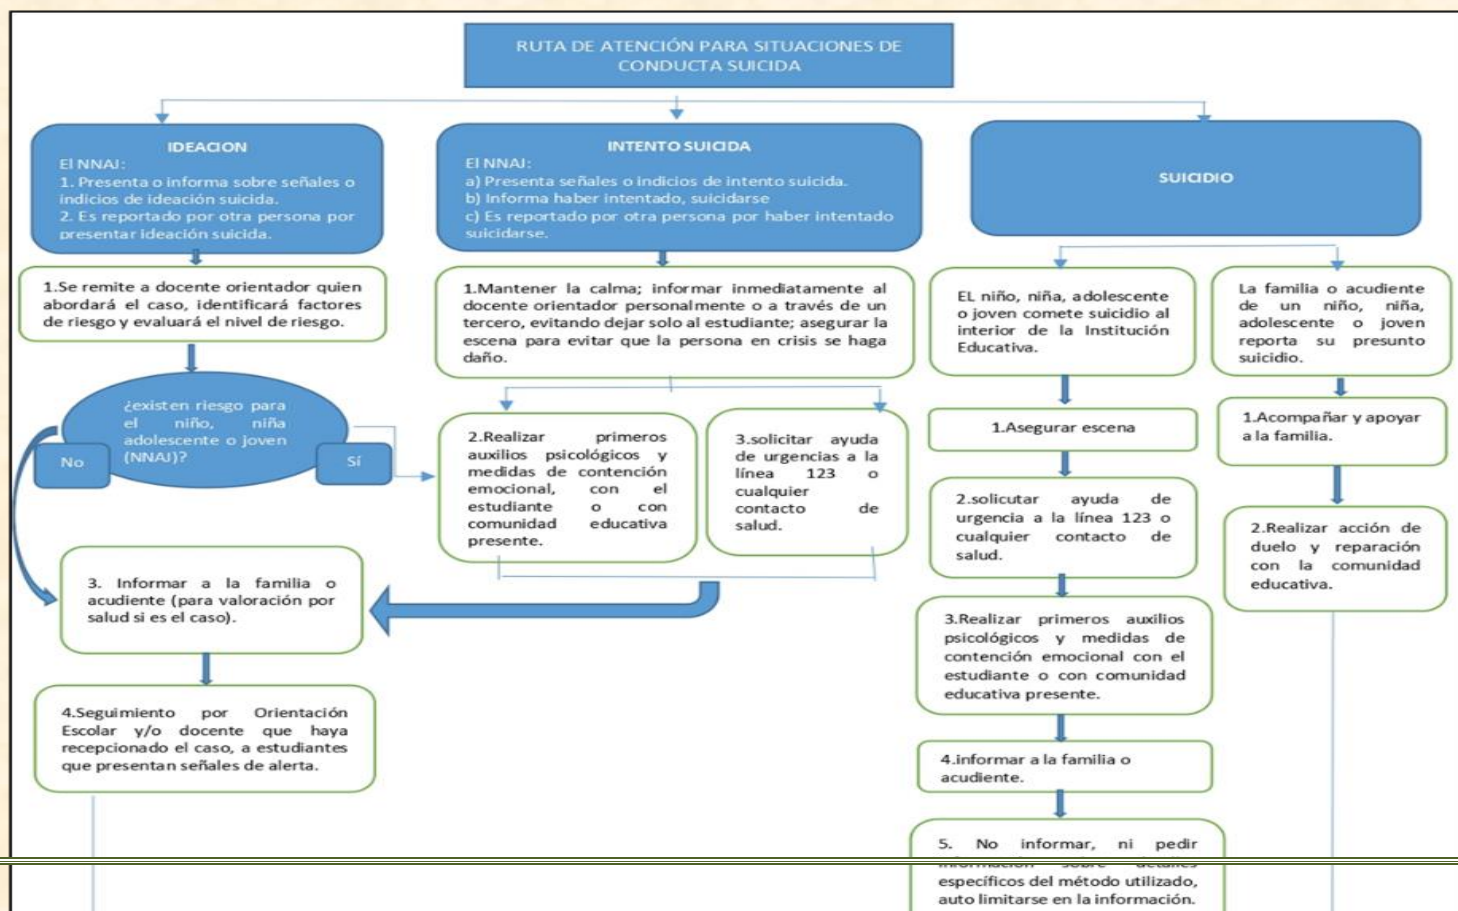 RUTA DE ATENCIÓN PARA SITUACIONES DE
CONDUCTA SUICIDA
IDEACION
El NNAJ:
1. Presenta o informa sobre señales o
indicios de ideación suicida.
2. Es reportado por otra persona por
presentar ideación suicida.
INTENTO SUICIDA
El NNAJ:
a) Presenta señales o indicios de intento suicida.
b) Informa haber intentado, suicidarse
c) Es reportado por otra persona por haber intentado
suicidarse.
SUICIDIO
1.Se remite a docente orientador quien
abordará el caso, identificará factores
de riesgo y evaluará el nivel de riesgo.
1.Mantener la calma; informar inmediatamente al
docente orientador personalmente o a través de un
tercero, evitando dejar solo al estudiante; asegurar la
escena para evitar que la persona en crisis se haga
daño.
EL niño, niña, adolescente
o joven comete suicidio al
interior de la Institución
Educativa.
La familia o acudiente
de un niño, niña,
adolescente o joven
reporta su presunto
suicidio.
¿existen riesgo para
el niño, niña
adolescente o joven
(NNAJ)?
No
Sí
2.Realizar primeros
auxilios psicológicos y
medidas de contención
emocional, con el
estudiante o con
comunidad educativa
presente.
3.solicitar ayuda
de urgencias a la
línea 123 o
cualquier
contacto de
salud.
1.Asegurar escena
1.Acompañar y apoyar
a la familia.
2.solicutar ayuda de
urgencia a la línea 123 o
cualquier contacto de
salud.
2.Realizar acción de
duelo y reparación
con la comunidad
educativa.
3. Informar a la familia o
acudiente (para valoración por
salud si es el caso).
3.Realizar primeros auxilios
psicológicos y medidas de
contención emocional con el
estudiante o con comunidad
educativa presente.
4.Seguimiento por Orientación
Escolar y/o docente que haya
recepcionado el caso, a estudiantes
que presentan señales de alerta.
4.informar a la familia o
acudiente.
5. No informar, ni pedir
información sobre detalles
específicos del método utilizado,
auto limitarse en la información.